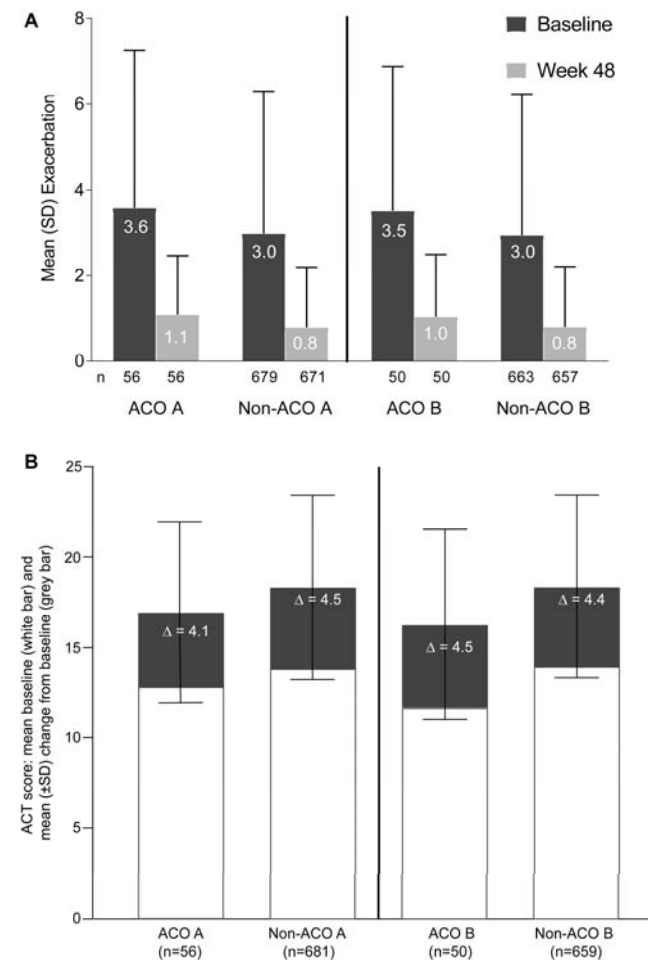 A
8
6
4
2
0
Mean (SD) Exacerbation
Baseline
Week 48
3.6
1.1
3.0
0.8
3.5
1.0
3.0
0.8
n 56 56 679 671 50 50 663 657
ACO A Non-ACO A ACO B Non-ACO B
B
25
20
15
10
5
0
ACT score: mean baseline (white bar) and
mean (±SD) change from baseline (grey bar)
Δ = 4.1
Δ = 4.5
Δ = 4.5
Δ = 4.4
ACO A Non-ACO A ACO B Non-ACO B
(n=56) (n=681) (n=50) (n=659)